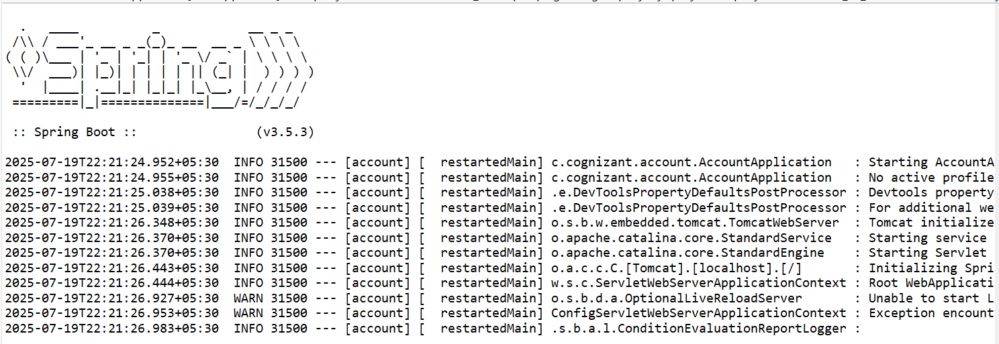 .   ____          _            __ _ _
 /\\ / ___'_ __ _ _(_)_ __  __ _ \ \ \ \
( ( )\___ | '_ | '_| | '_ \/ _` | \ \ \ \
 \\/  ___)| |_)| | | | | || (_| |  ) ) ) )
  '  |____| .__|_| |_|_| |_\__, | / / / /
 =========|_|==============|___/=/_/_/_/

 :: Spring Boot ::                (v3.5.3)

2025-07-19T22:21:24.952+05:30  INFO 31500 --- [account] [  restartedMain] c.cognizant.account.AccountApplication   : Starting AccountA
2025-07-19T22:21:24.955+05:30  INFO 31500 --- [account] [  restartedMain] c.cognizant.account.AccountApplication   : No active profile
2025-07-19T22:21:25.038+05:30  INFO 31500 --- [account] [  restartedMain] .e.DevToolsPropertyDefaultsPostProcessor : Devtools property
2025-07-19T22:21:25.039+05:30  INFO 31500 --- [account] [  restartedMain] .e.DevToolsPropertyDefaultsPostProcessor : For additional we
2025-07-19T22:21:26.348+05:30  INFO 31500 --- [account] [  restartedMain] o.s.b.w.embedded.tomcat.TomcatWebServer  : Tomcat initialize
2025-07-19T22:21:26.370+05:30  INFO 31500 --- [account] [  restartedMain] o.apache.catalina.core.StandardService   : Starting service
2025-07-19T22:21:26.370+05:30  INFO 31500 --- [account] [  restartedMain] o.apache.catalina.core.StandardEngine    : Starting Servlet
2025-07-19T22:21:26.443+05:30  INFO 31500 --- [account] [  restartedMain] o.a.c.c.C.[Tomcat].[localhost].[/]       : Initializing Spri
2025-07-19T22:21:26.444+05:30  INFO 31500 --- [account] [  restartedMain] w.s.c.ServletWebServerApplicationContext : Root WebApplicati
2025-07-19T22:21:26.927+05:30  WARN 31500 --- [account] [  restartedMain] o.s.b.d.a.OptionalLiveReloadServer       : Unable to start L
2025-07-19T22:21:26.953+05:30  WARN 31500 --- [account] [  restartedMain] ConfigServletWebServerApplicationContext : Exception encount
2025-07-19T22:21:26.983+05:30  INFO 31500 --- [account] [  restartedMain] .s.b.a.l.ConditionEvaluationReportLogger :